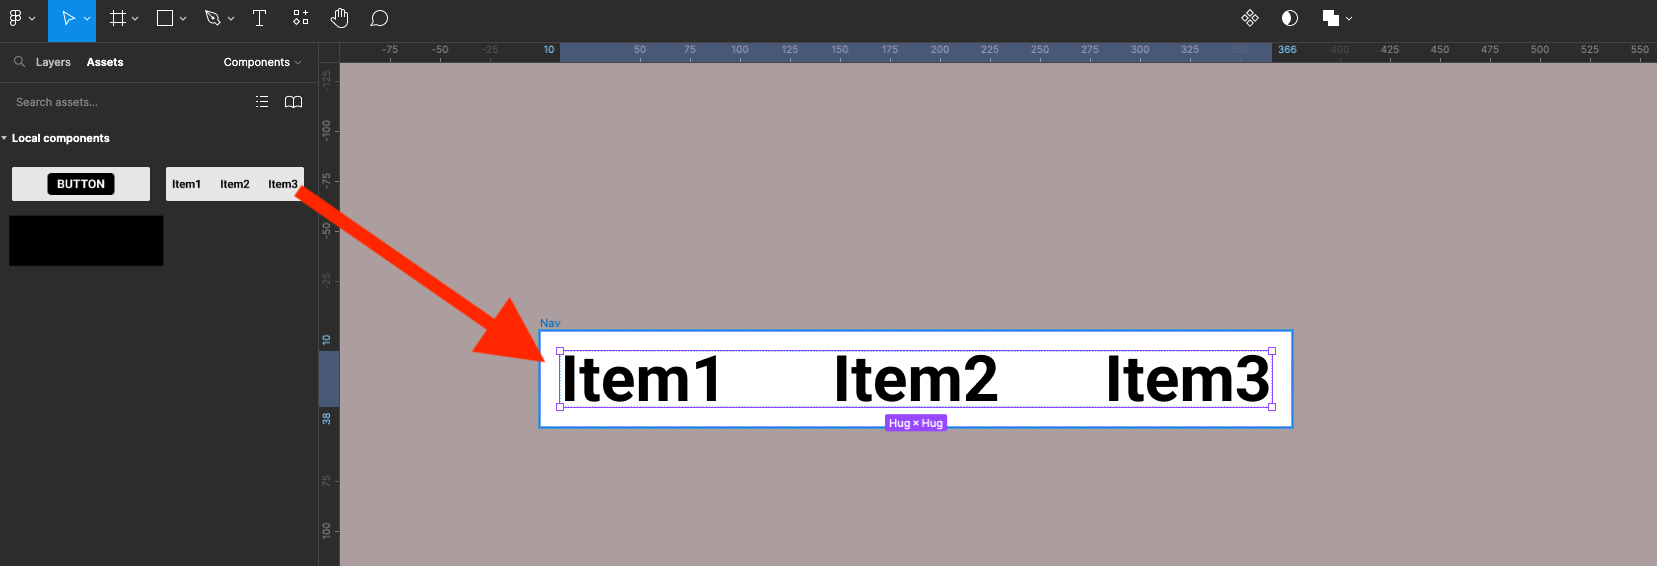 -75 -50 -25 10 50 75 100 125 150 175 200 225 250 275 300 325 350 366 400 425 450 475 500 525 550
Layers Assets Components
Search assets...
Local components
BUTTON Item1 Item2 Item3
-125
-100
-75
-50
-25
10
38
75
100
Nav
Item1 Item2 Item3
Hug × Hug